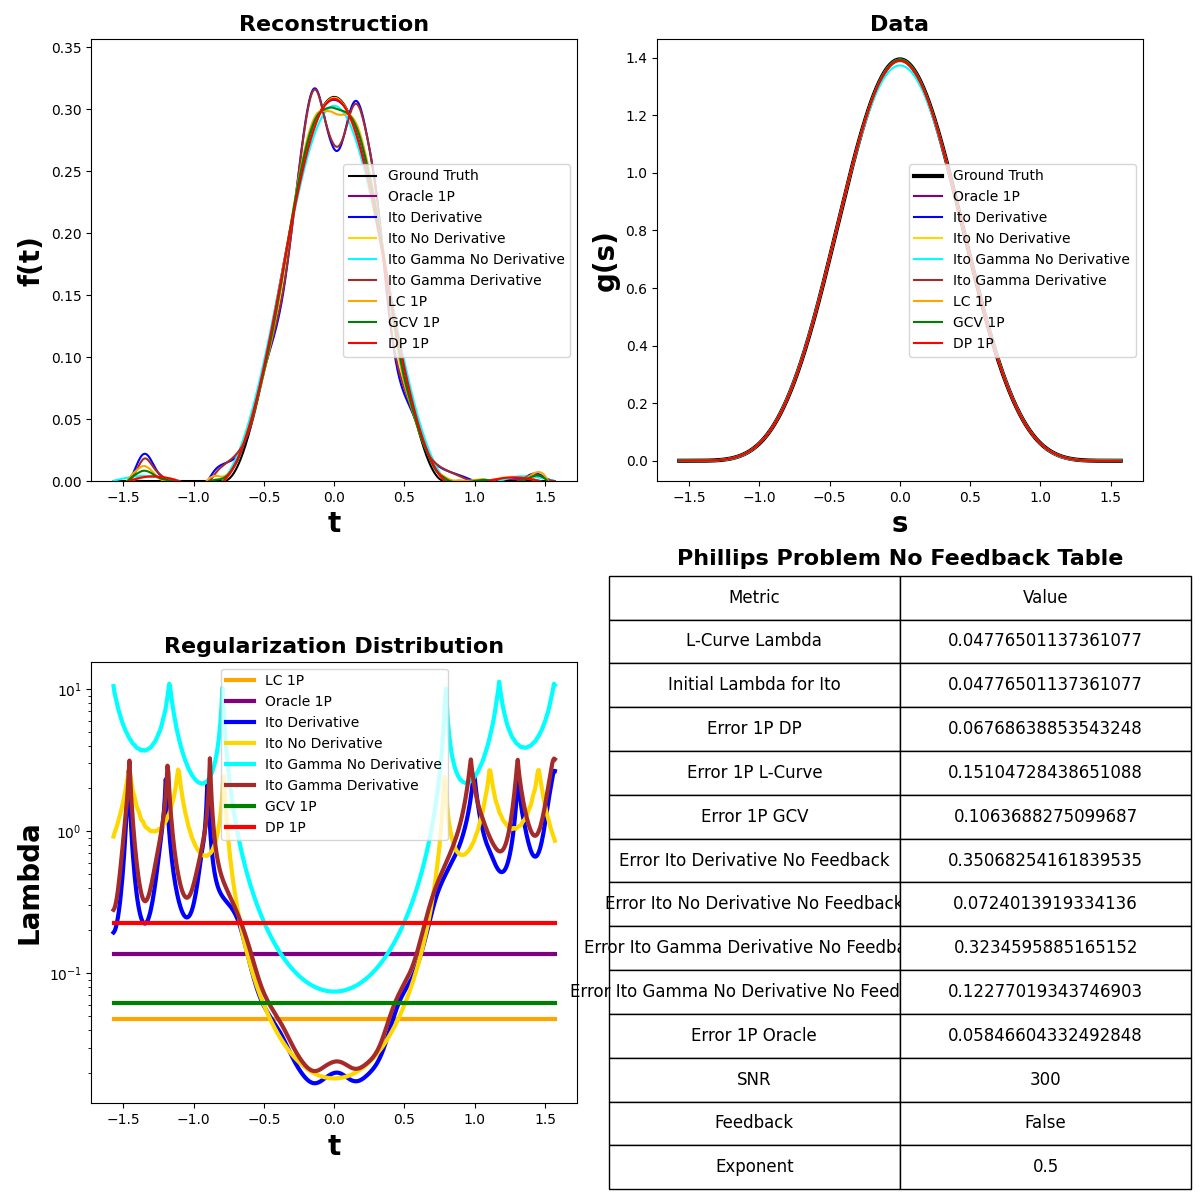 Reconstruction
0.35
0.30
0.25
0.20
0.15
0.10
0.05
0.00
f(t)
Ground Truth
Oracle 1P
Ito Derivative
Ito No Derivative
Ito Gamma No Derivative
Ito Gamma Derivative
LC 1P
GCV 1P
DP 1P
−1.5 −1.0 −0.5 0.0 0.5 1.0 1.5
t
Data
1.4
1.2
1.0
0.8
0.6
0.4
0.2
0.0
g(s)
Ground Truth
Oracle 1P
Ito Derivative
Ito No Derivative
Ito Gamma No Derivative
Ito Gamma Derivative
LC 1P
GCV 1P
DP 1P
−1.5 −1.0 −0.5 0.0 0.5 1.0 1.5
s
Regularization Distribution
10¹
10⁰
10⁻¹
Lambda
LC 1P
Oracle 1P
Ito Derivative
Ito No Derivative
Ito Gamma No Derivative
Ito Gamma Derivative
GCV 1P
DP 1P
−1.5 −1.0 −0.5 0.0 0.5 1.0 1.5
t
Phillips Problem No Feedback Table
Metric Value
L-Curve Lambda 0.04776501137361077
Initial Lambda for Ito 0.04776501137361077
Error 1P DP 0.06768638853543248
Error 1P L-Curve 0.15104728438651088
Error 1P GCV 0.1063688275099687
Error Ito Derivative No Feedback 0.35068254161839535
Error Ito No Derivative No Feedback 0.0724013919334136
Error Ito Gamma Derivative No Feedba 0.3234595885165152
Error Ito Gamma No Derivative No Feed 0.12277019343746903
Error 1P Oracle 0.05846604332492848
SNR 300
Feedback False
Exponent 0.5